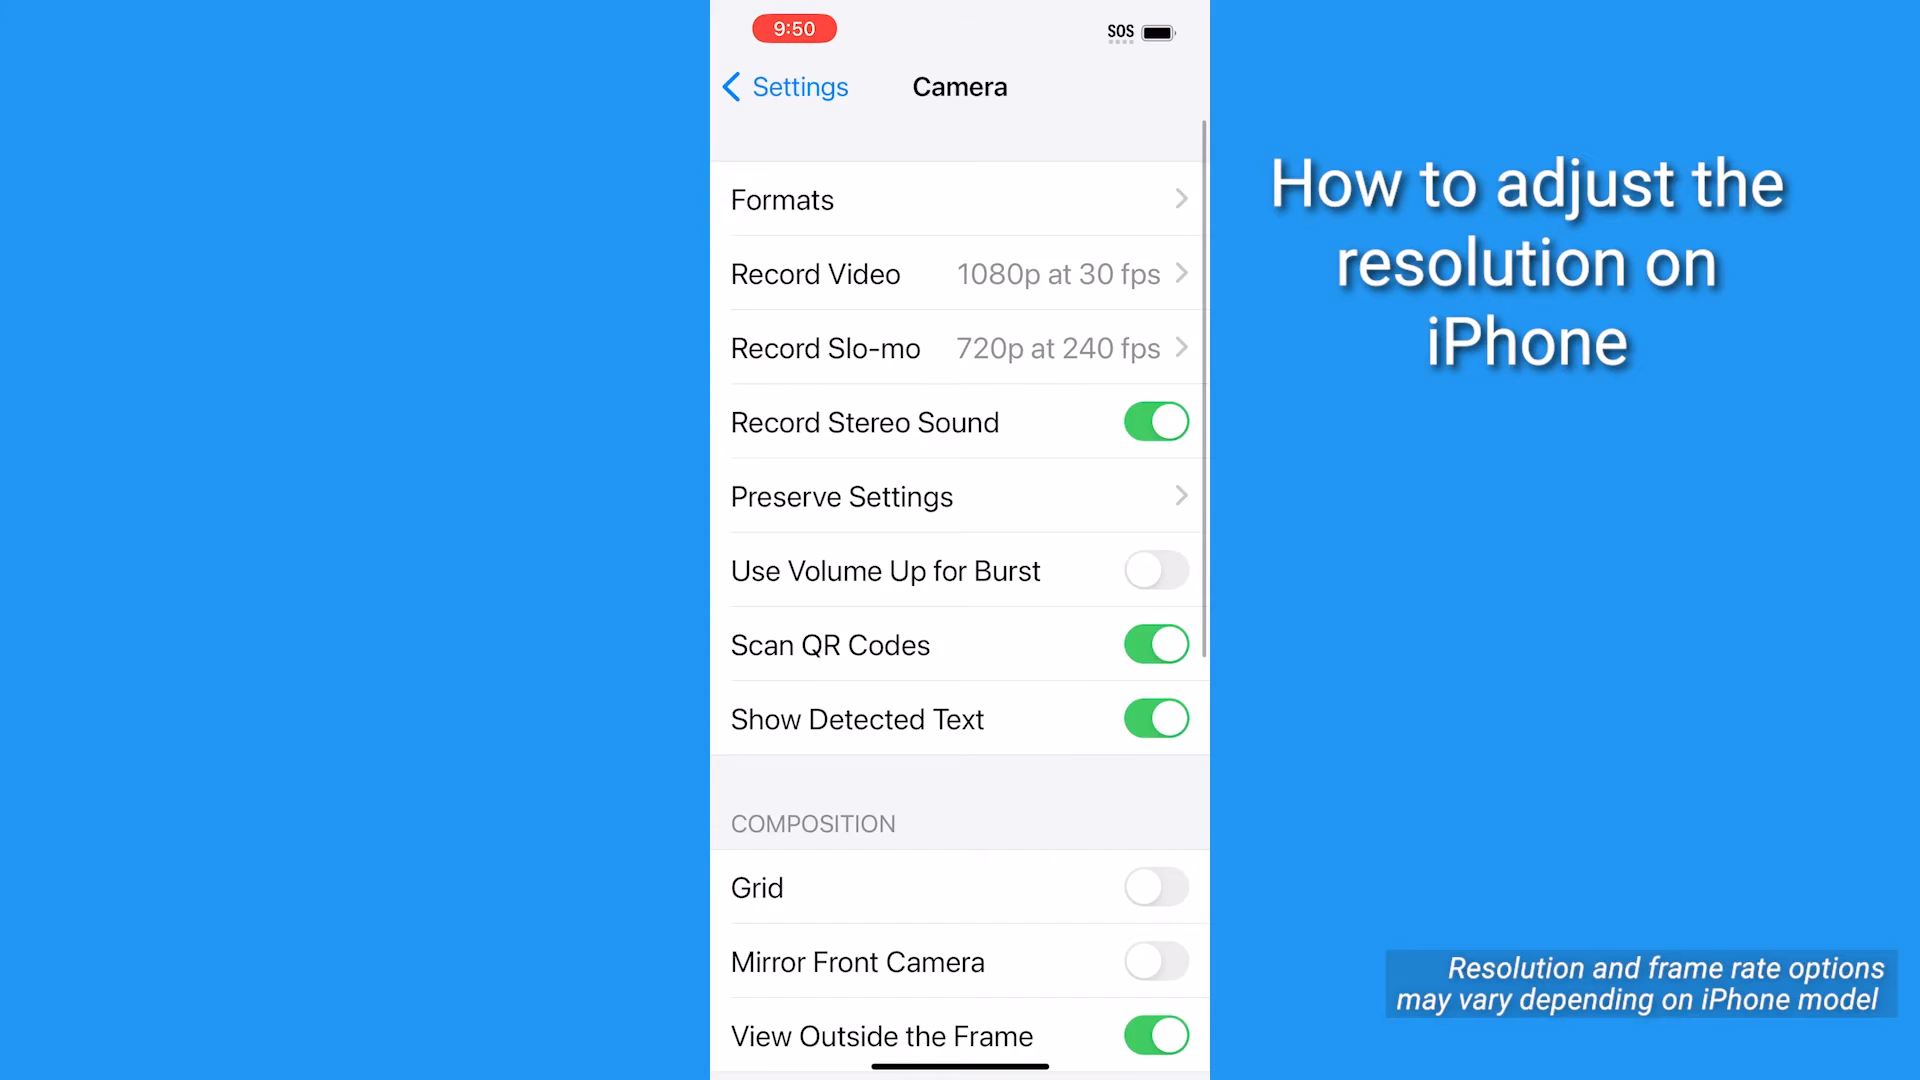 9:50
SOS
Settings
Camera
Formats
Record Video 1080p at 30 fps
Record Slo-mo 720p at 240 fps
Record Stereo Sound
Preserve Settings
Use Volume Up for Burst
Scan QR Codes
Show Detected Text
COMPOSITION
Grid
Mirror Front Camera
View Outside the Frame
How to adjust the
resolution on
iPhone
Resolution and frame rate options
may vary depending on iPhone model